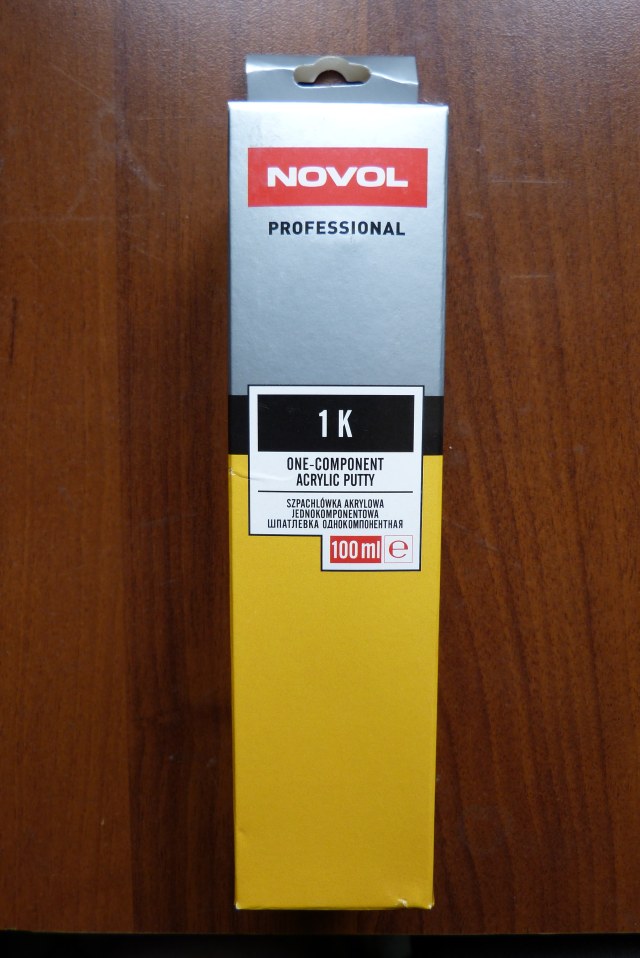 NOVOL
PROFESSIONAL
1 K
ONE-COMPONENT
ACRYLIC PUTTY
SZPACHLÓWKA AKRYLOWA
JEDNOKOMPONENTOWA
ШПАТЛЕВКА ОДНОКОМПОНЕНТНАЯ
100 ml ℮